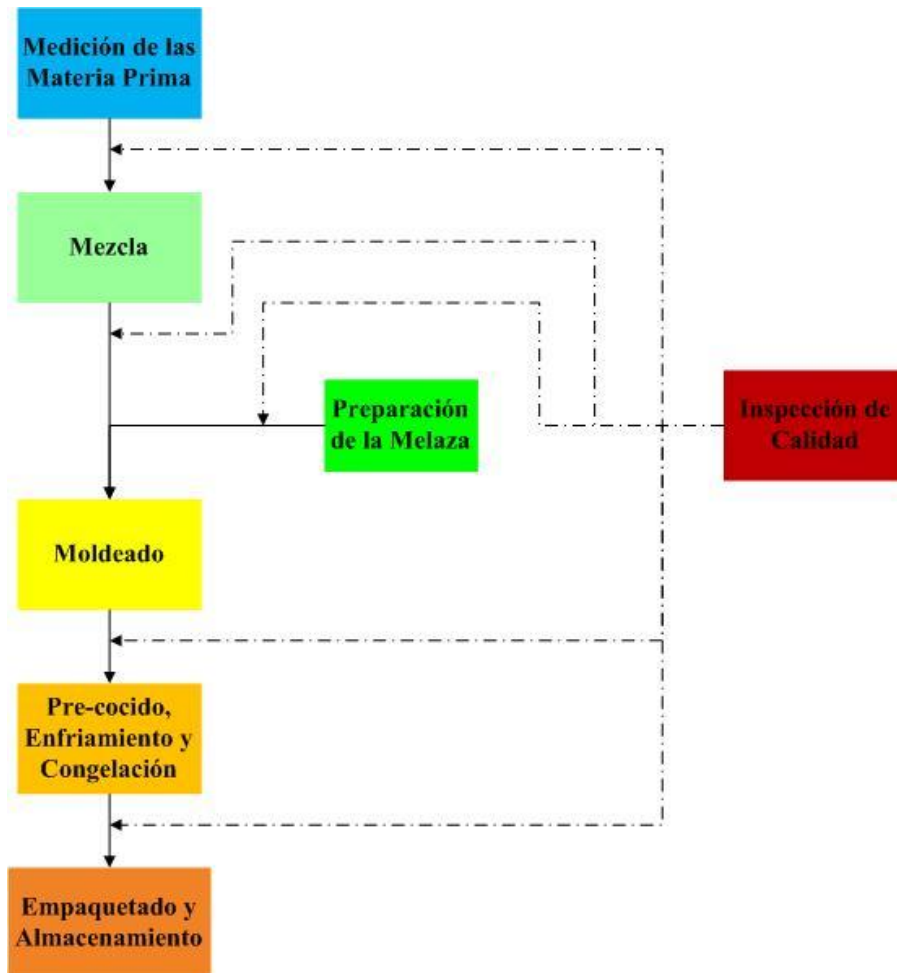 Medición de las
Materia Prima
Mezcla
Preparación
de la Melaza
Inspección de
Calidad
Moldeado
Pre-cocido,
Enfriamiento y
Congelación
Empaquetado y
Almacenamiento